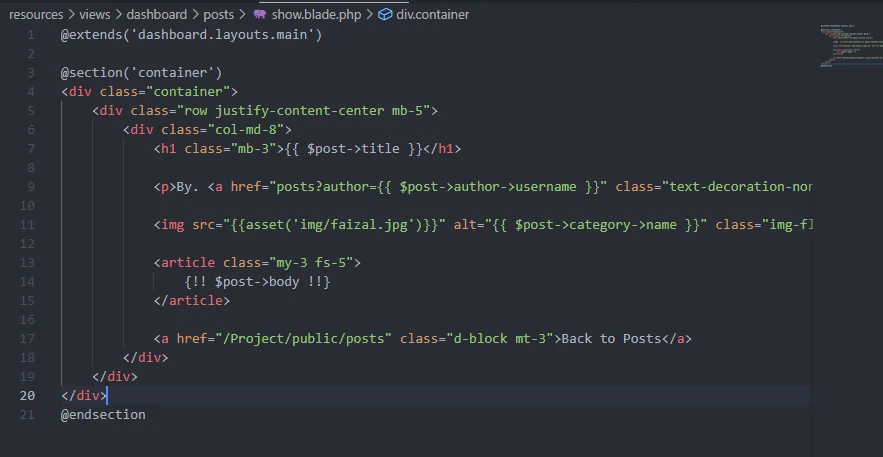 resources > views > dashboard > posts > show.blade.php > div.container
1 @extends('dashboard.layouts.main')
2
3 @section('container')
4 <div class="container">
5 <div class="row justify-content-center mb-5">
6 <div class="col-md-8">
7 <h1 class="mb-3">{{ $post->title }}</h1>
8
9 <p>By. <a href="posts?author={{ $post->author->username }}" class="text-decoration-nor
10
11 <img src="{{asset('img/faizal.jpg')}}" alt="{{ $post->category->name }}" class="img-fl
12
13 <article class="my-3 fs-5">
14 {!! $post->body !!}
15 </article>
16
17 <a href="/Project/public/posts" class="d-block mt-3">Back to Posts</a>
18 </div>
19 </div>
20 </div>
21 @endsection